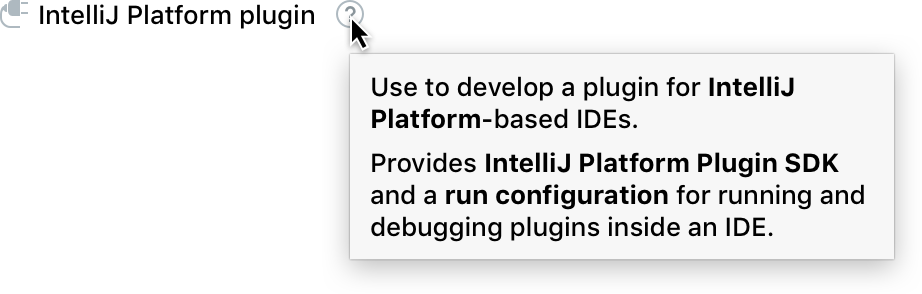 IntelliJ Platform plugin ?
Use to develop a plugin for IntelliJ
Platform-based IDEs.
Provides IntelliJ Platform Plugin SDK
and a run configuration for running and
debugging plugins inside an IDE.